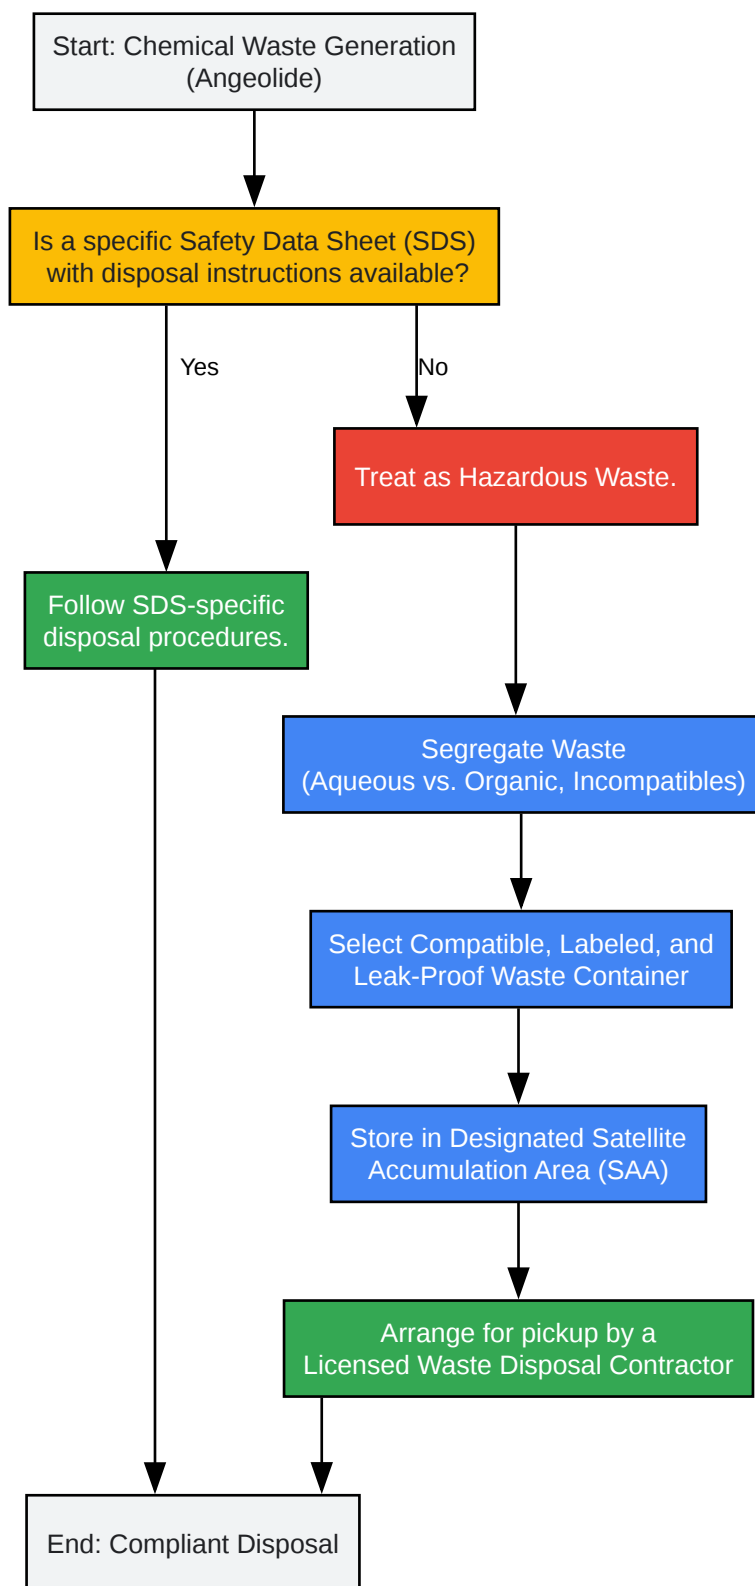 Start: Chemical Waste Generation
(Angeolide)
Is a specific Safety Data Sheet (SDS)
with disposal instructions available?
Yes
No
Treat as Hazardous Waste.
Follow SDS-specific
disposal procedures.
Segregate Waste
(Aqueous vs. Organic, Incompatibles)
Select Compatible, Labeled, and
Leak-Proof Waste Container
Store in Designated Satellite
Accumulation Area (SAA)
Arrange for pickup by a
Licensed Waste Disposal Contractor
End: Compliant Disposal